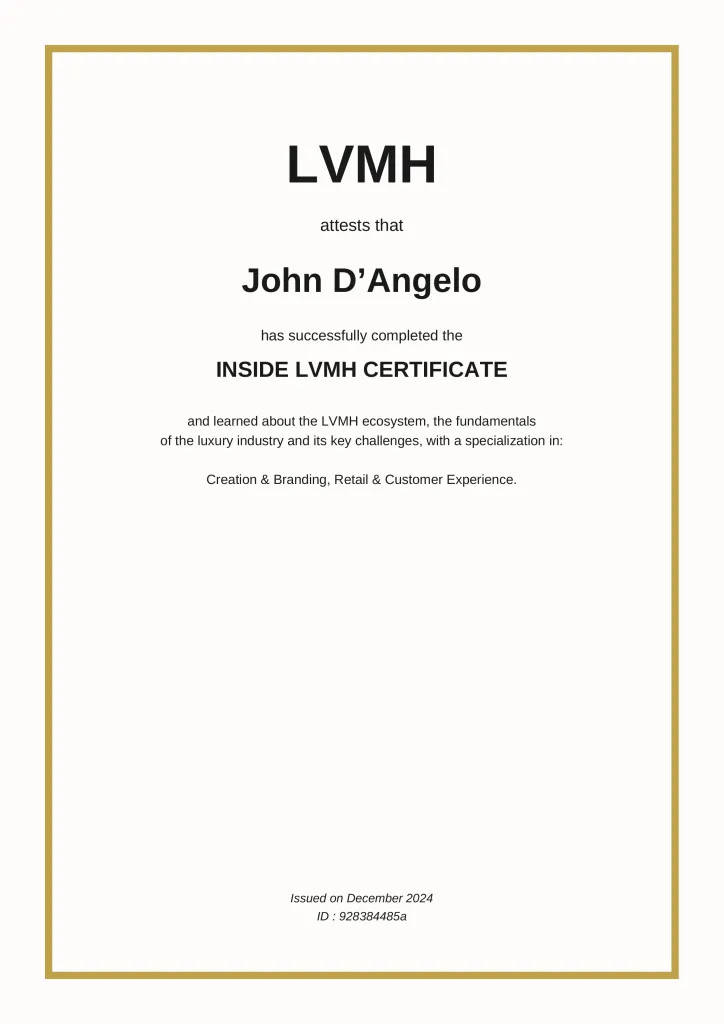 LVMH
attests that
John D’Angelo
has successfully completed the
INSIDE LVMH CERTIFICATE
and learned about the LVMH ecosystem, the fundamentals
of the luxury industry and its key challenges, with a specialization in:
Creation & Branding, Retail & Customer Experience.
Issued on December 2024
ID : 928384485a